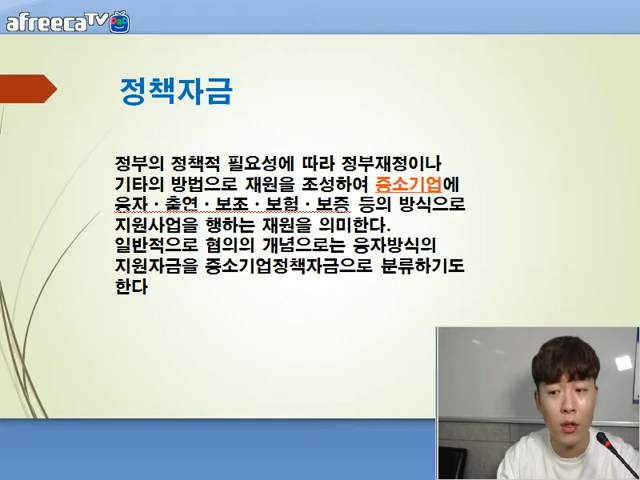 afreecaTV
정책자금
정부의 정책적 필요성에 따라 정부재정이나
기타의 방법으로 재원을 조성하여 중소기업에
융자·출연·보조·보험·보증 등의 방식으로
지원사업을 행하는 재원을 의미한다.
일반적으로 협의의 개념으로는 융자방식의
지원자금을 중소기업정책자금으로 분류하기도
한다